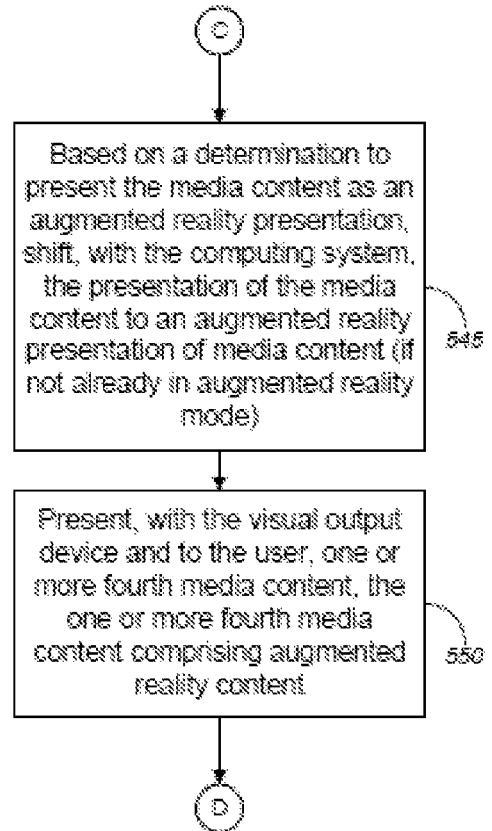 C
Based on a determination to
present the media content as an
augmented reality presentation,
shift, with the computing system,
the presentation of the media
content to an augmented reality
presentation of media content (if
not already in augmented reality
mode)
545
Present, with the visual output
device and to the user, one or
more fourth media content, the
one or more fourth media
content comprising augmented
reality content
550
D